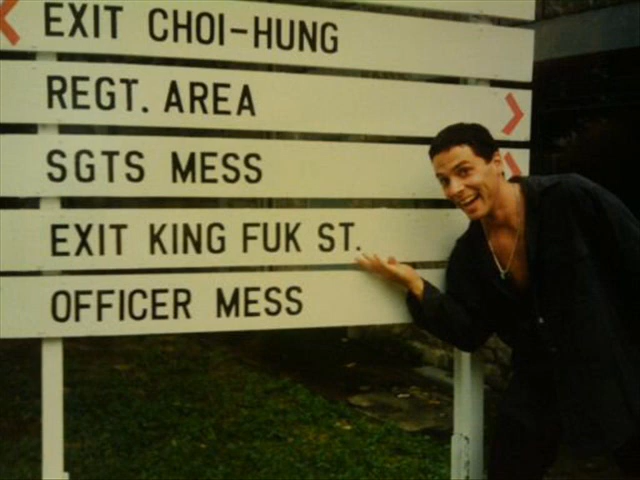 EXIT CHOI-HUNG
REGT. AREA
SGTS MESS
EXIT KING FUK ST.
OFFICER MESS